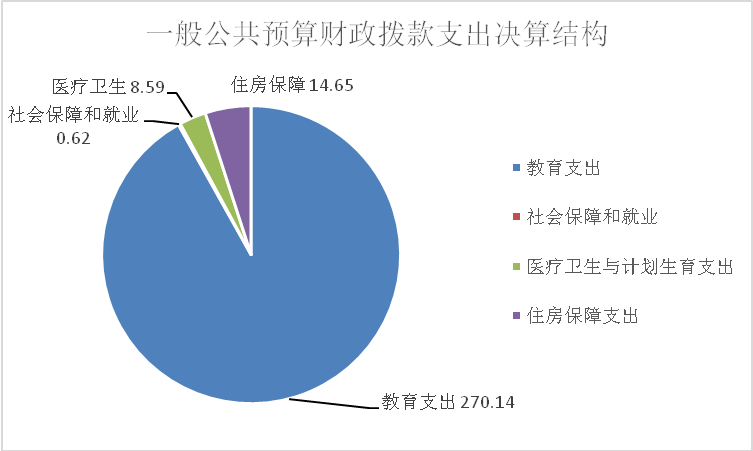 一般公共预算财政拨款支出决算结构
医疗卫生 8.59
住房保障 14.65
社会保障和就业
0.62
教育支出
社会保障和就业
医疗卫生与计划生育支出
住房保障支出
教育支出 270.14